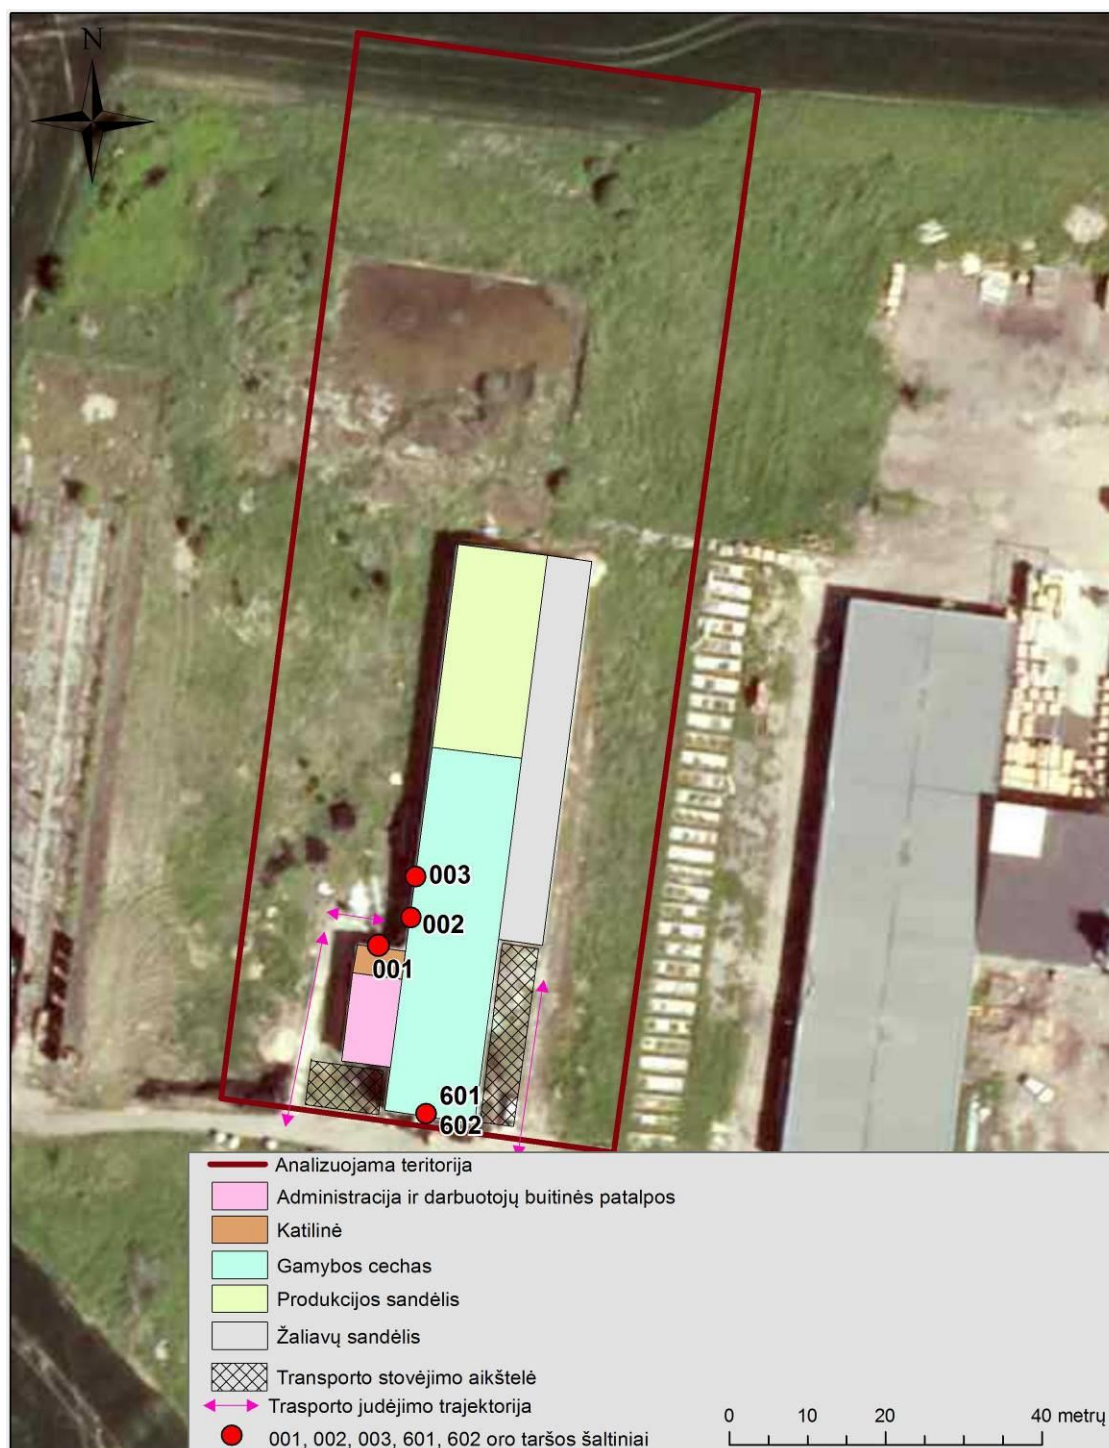 N
003
002
001
601
602
Analizuojama teritorija
Administracija ir darbuotojų buitinės patalpos
Katilinė
Gamybos cechas
Produkcijos sandėlis
Žaliavų sandėlis
Transporto stovėjimo aikštelė
Trasporto judėjimo trajektorija
001, 002, 003, 601, 602 oro taršos šaltiniai
0 10 20 40 metrų